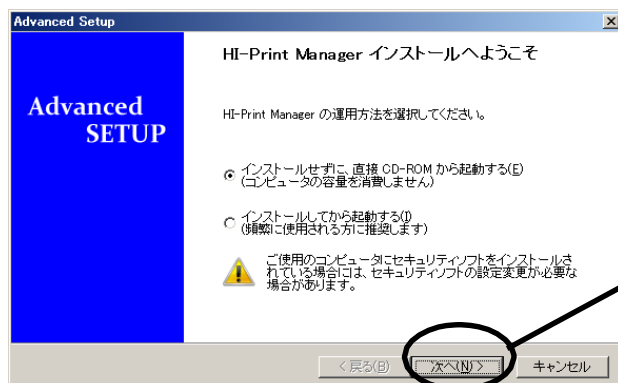 Advanced Setup
HI-Print Manager インストールへようこそ
Advanced
SETUP
HI-Print Manager の運用方法を選択してください。
インストールせずに、直接 CD-ROM から起動する(E)
(コンピュータの容量を消費しません)
インストールしてから起動する(I)
(頻繁に使用される方に推奨します)
ご使用のコンピュータにセキュリティソフトをインストールさ
れている場合には、セキュリティソフトの設定変更が必要な
場合があります。
< 戻る(B)
次へ(N) >
キャンセル